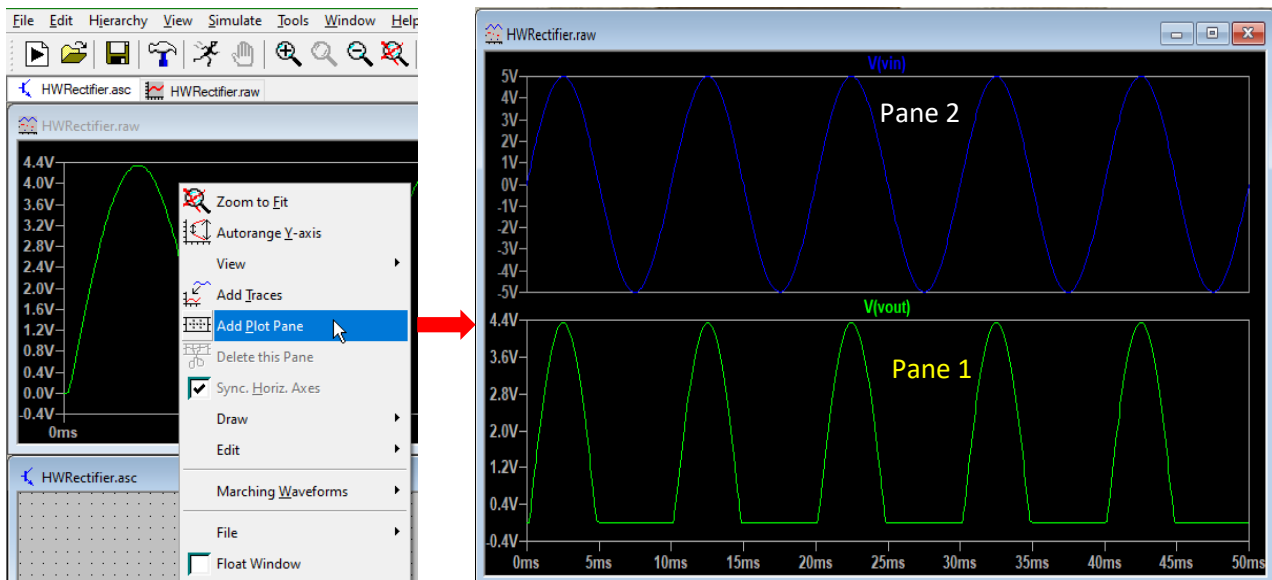 File Edit Hierarchy View Simulate Tools Window Help
HWRectifier.asc HWRectifier.raw
HWRectifier.raw
4.4V
4.0V
3.6V
3.2V
2.8V
2.4V
2.0V
1.6V
1.2V
0.8V
0.4V
0.0V
-0.4V
0ms
Zoom to Fit
Autorange Y-axis
View
Add Traces
Add Plot Pane
Delete this Pane
Sync. Horiz. Axes
Draw
Edit
Marching Waveforms
File
Float Window
HWRectifier.asc
HWRectifier.raw
V(vin)
5V
4V
3V
2V
1V
0V
-1V
-2V
-3V
-4V
-5V
Pane 2
V(vout)
4.4V
3.6V
2.8V
2.0V
1.2V
0.4V
-0.4V
Pane 1
0ms 5ms 10ms 15ms 20ms 25ms 30ms 35ms 40ms 45ms 50ms